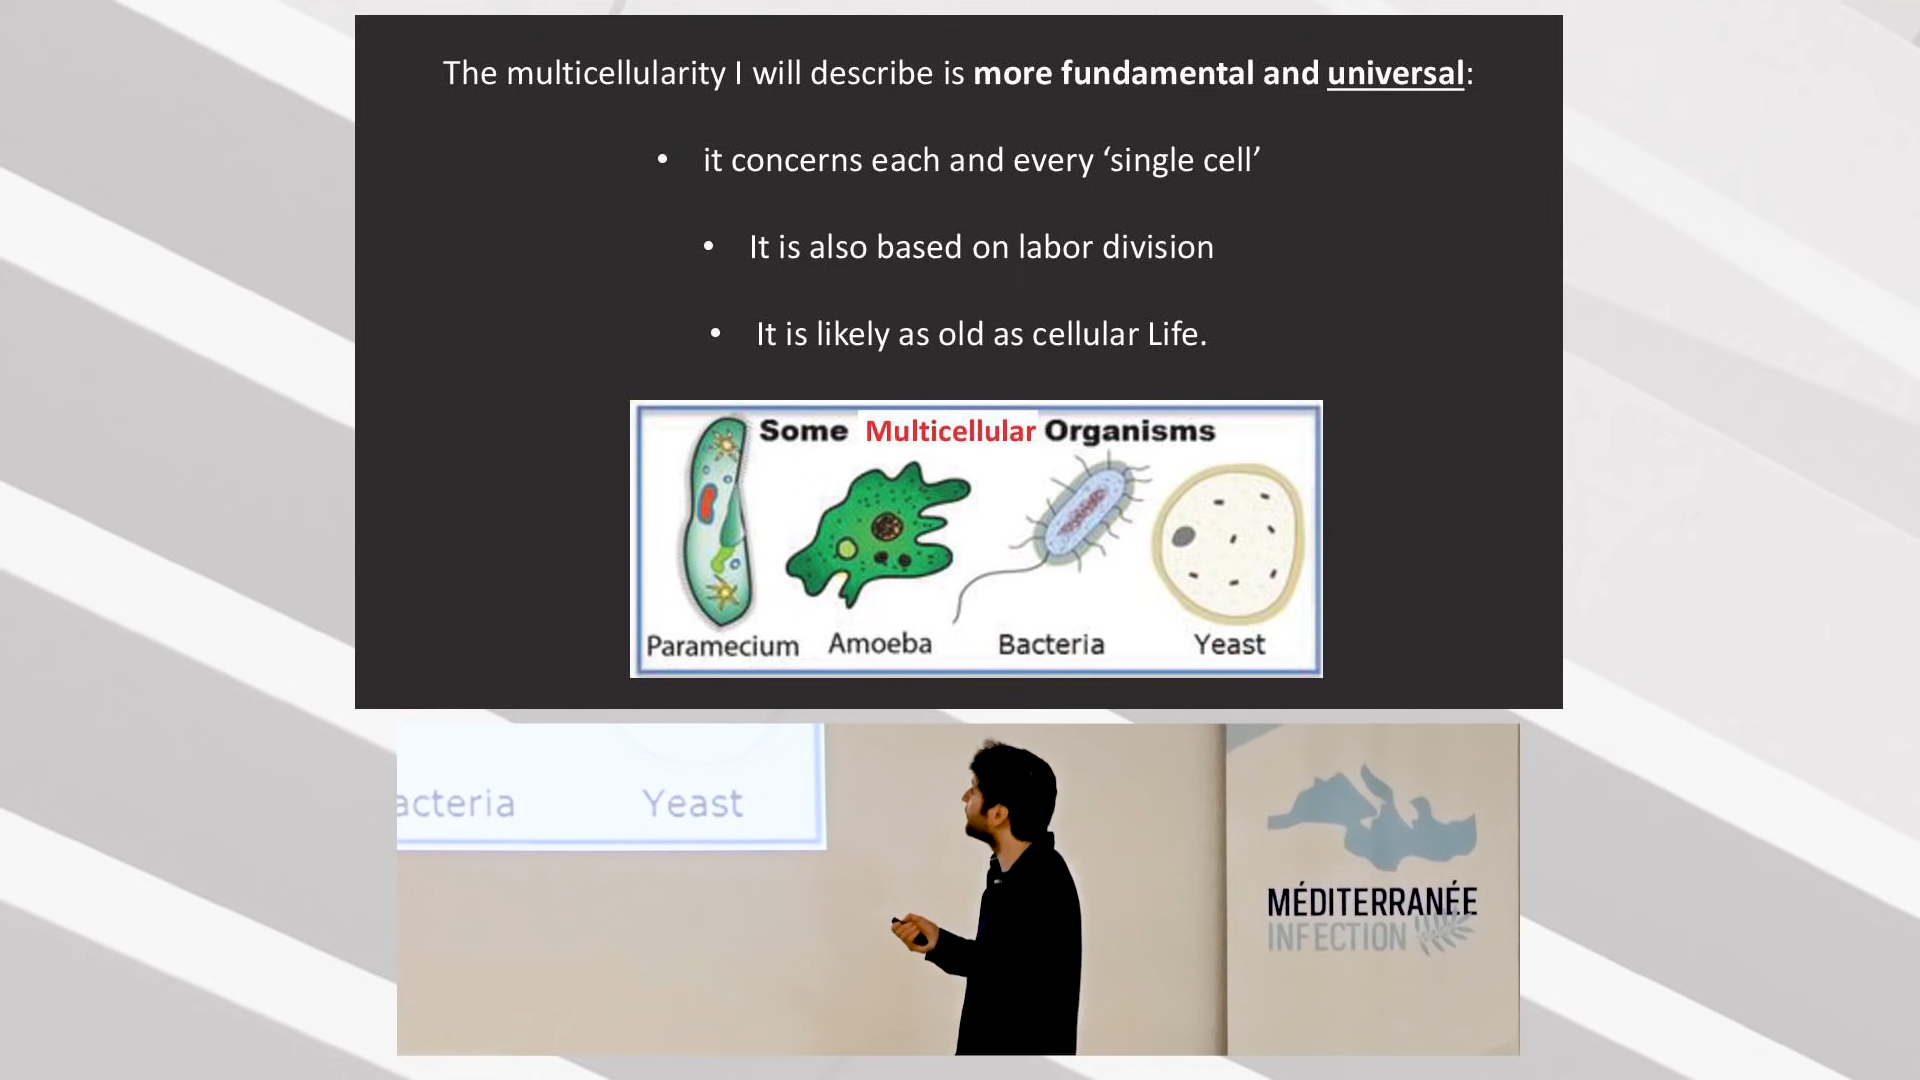 The multicellularity I will describe is more fundamental and universal:
• it concerns each and every ‘single cell’
• It is also based on labor division
• It is likely as old as cellular Life.
Some Multicellular Organisms
Paramecium Amoeba Bacteria Yeast
acteria Yeast
MÉDITERRANÉE
INFECTION